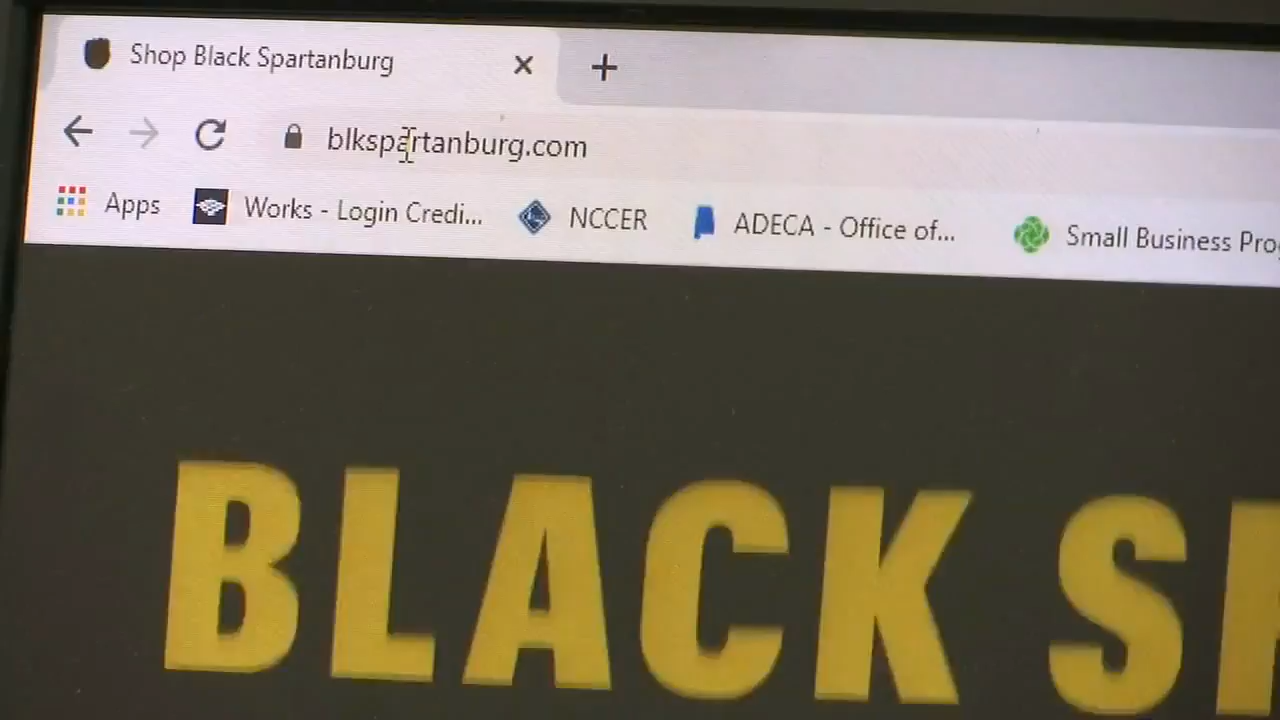 Shop Black Spartanburg
blkspartanburg.com
Apps Works - Login Credi... NCCER ADECA - Office of... Small Business Pro
BLACK S